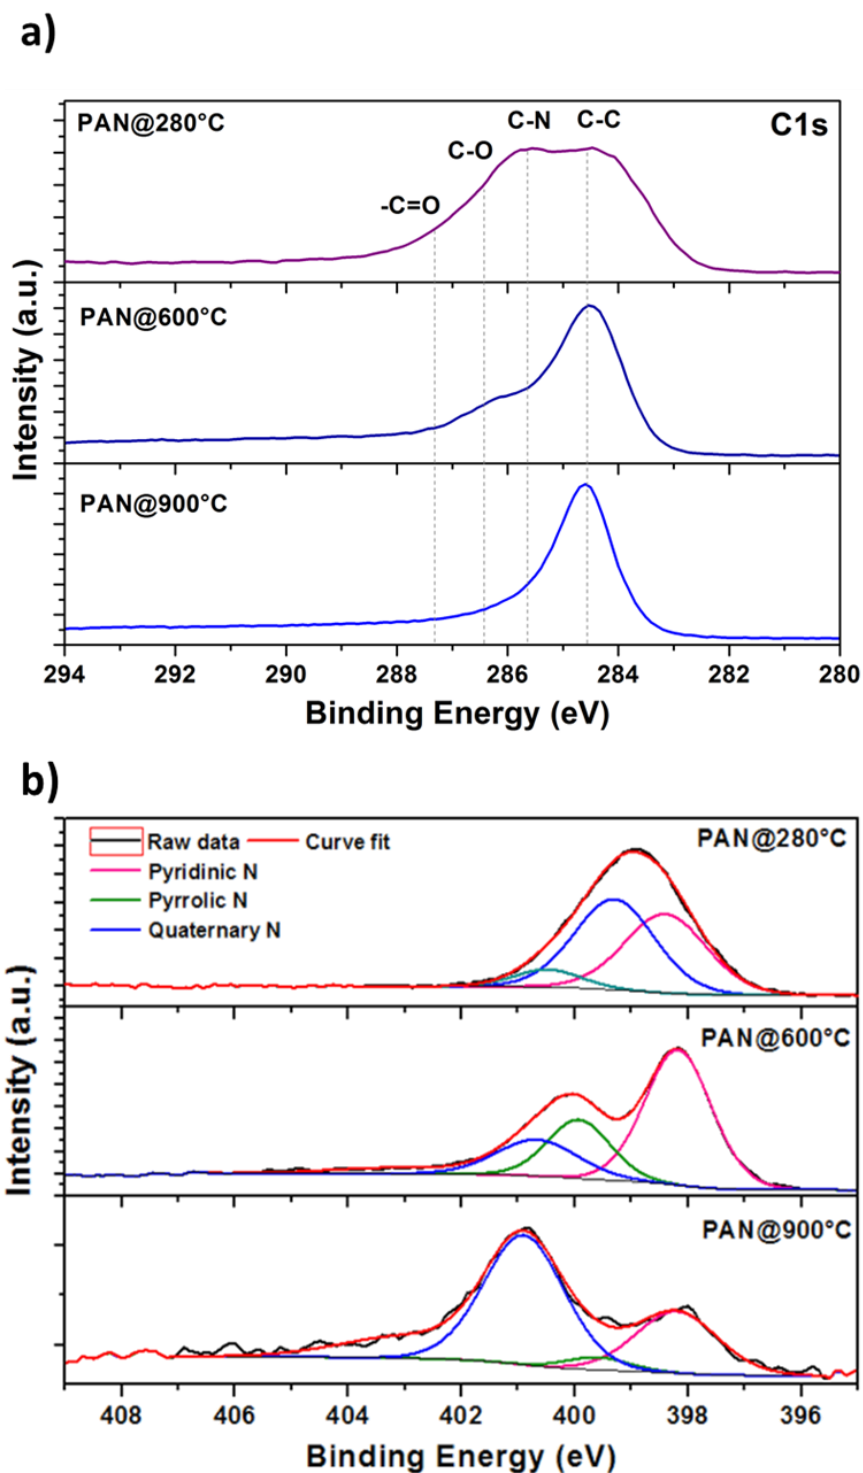 a)
PAN@280°C
C-N
C-C
C1s
C-O
-C=O
PAN@600°C
PAN@900°C
Intensity (a.u.)
294 292 290 288 286 284 282 280
Binding Energy (eV)
b)
Raw data
Curve fit
PAN@280°C
Pyridinic N
Pyrrolic N
Quaternary N
PAN@600°C
PAN@900°C
Intensity (a.u.)
408 406 404 402 400 398 396
Binding Energy (eV)